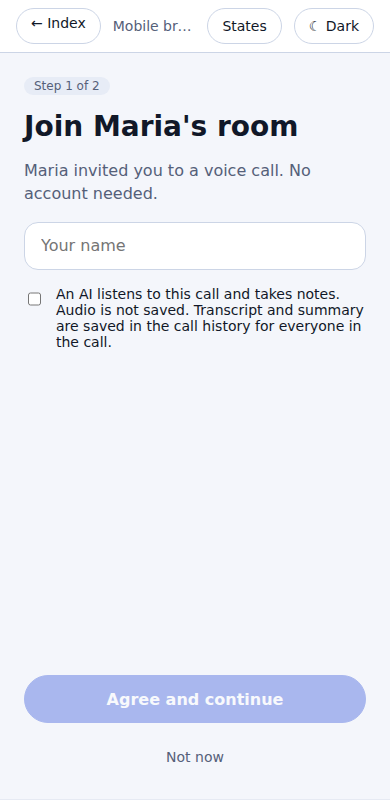 ← Index
Mobile br…
States
☾ Dark
Step 1 of 2
Join Maria's room
Maria invited you to a voice call. No
account needed.
Your name
An AI listens to this call and takes notes.
Audio is not saved. Transcript and summary
are saved in the call history for everyone in
the call.
Agree and continue
Not now